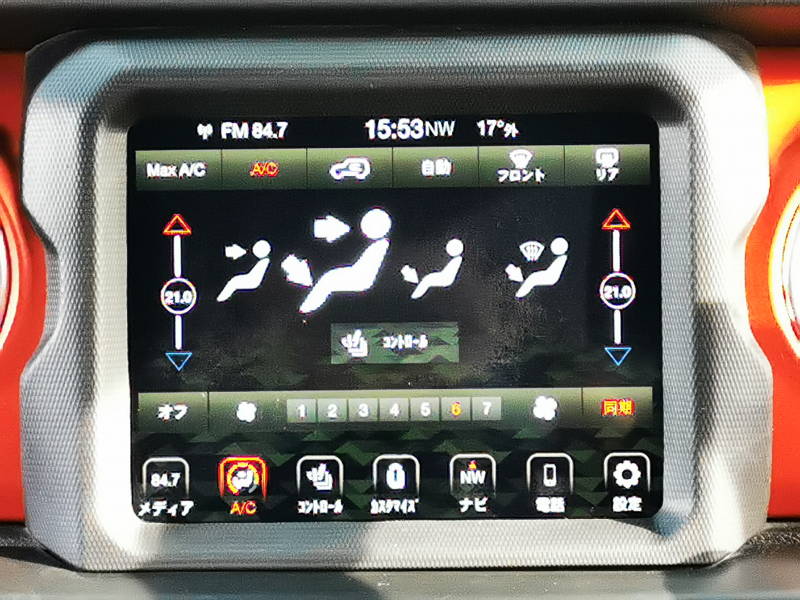 FM 84.7 15:53 NW 17°外
Max A/C A/C 自動 フロント リア
21.0 21.0
コントロール
オフ 1 2 3 4 5 6 7 同期
84.7 NW
メディア A/C コントロール カスタマイズ ナビ 電話 設定